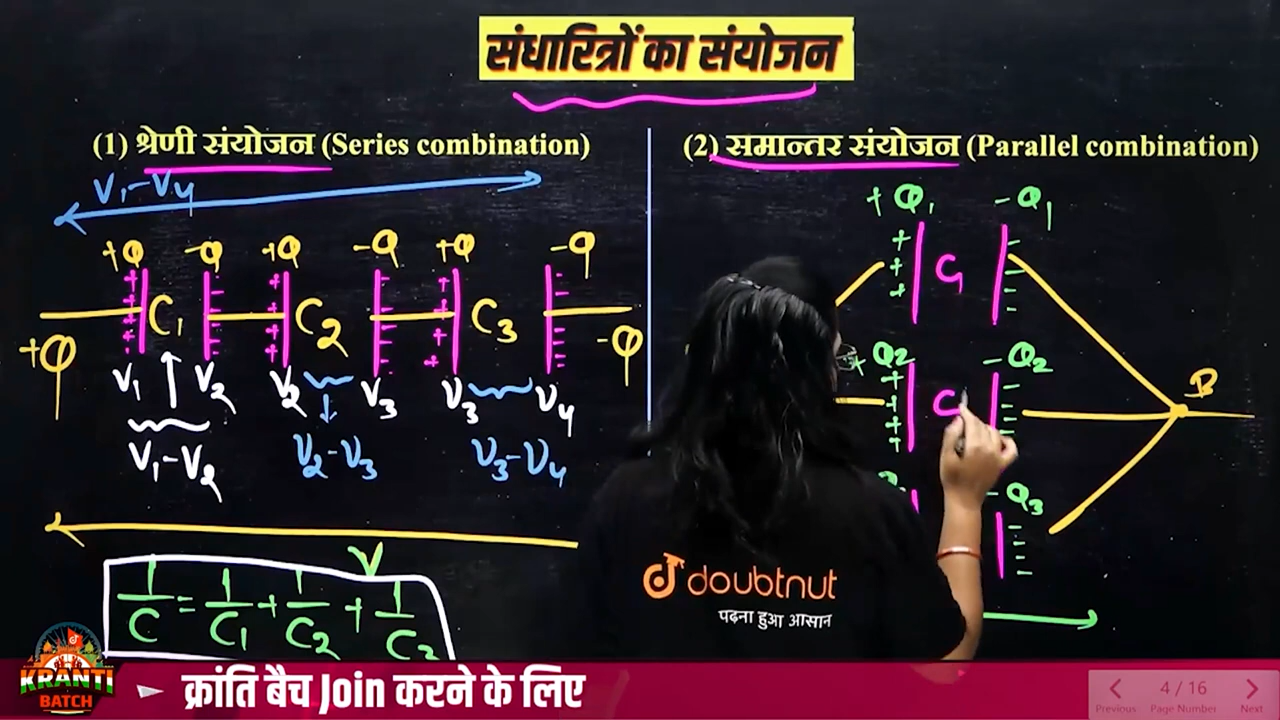 संधारित्रों का संयोजन
(1) श्रेणी संयोजन (Series combination)
V₁-V₄
+Q -Q +Q -Q +Q -Q
C₁ C₂ C₃
+Q -Q
V₁ V₂ V₂ V₃ V₃ V₄
V₁-V₂ V₂-V₃ V₃-V₄
V
1/C = 1/C₁ + 1/C₂ + 1/C₃
(2) समान्तर संयोजन (Parallel combination)
+Q₁ -Q₁
C₁
+Q₂ -Q₂
C
B
-Q₃
doubtnut
पढ़ना हुआ आसान
KRANTI
BATCH
क्रांति बैच Join करने के लिए
4 / 16
Previous Page Number Next